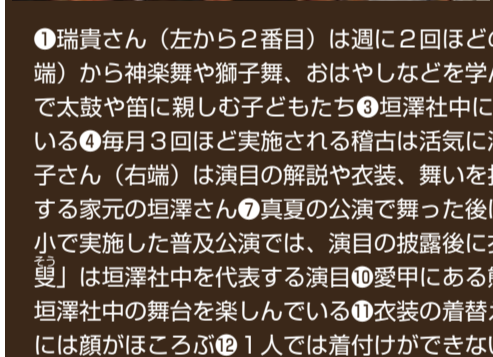 ❶瑞貴さん（左から２番目）は週に２回ほど
端）から神楽舞や獅子舞、おはやしなどを学
で太鼓や笛に親しむ子どもたち❸垣澤社中に
いる❹毎月３回ほど実施される稽古は活気に
子さん（右端）は演目の解説や衣装、舞いを
する家元の垣澤さん❼真夏の公演で舞った後
小で実施した普及公演では、演目の披露後に
そう
叟」は垣澤社中を代表する演目❿愛甲にある
垣澤社中の舞台を楽しんでいる⓫衣装の着替
には顔がほころぶ⓬１人では着付けができない